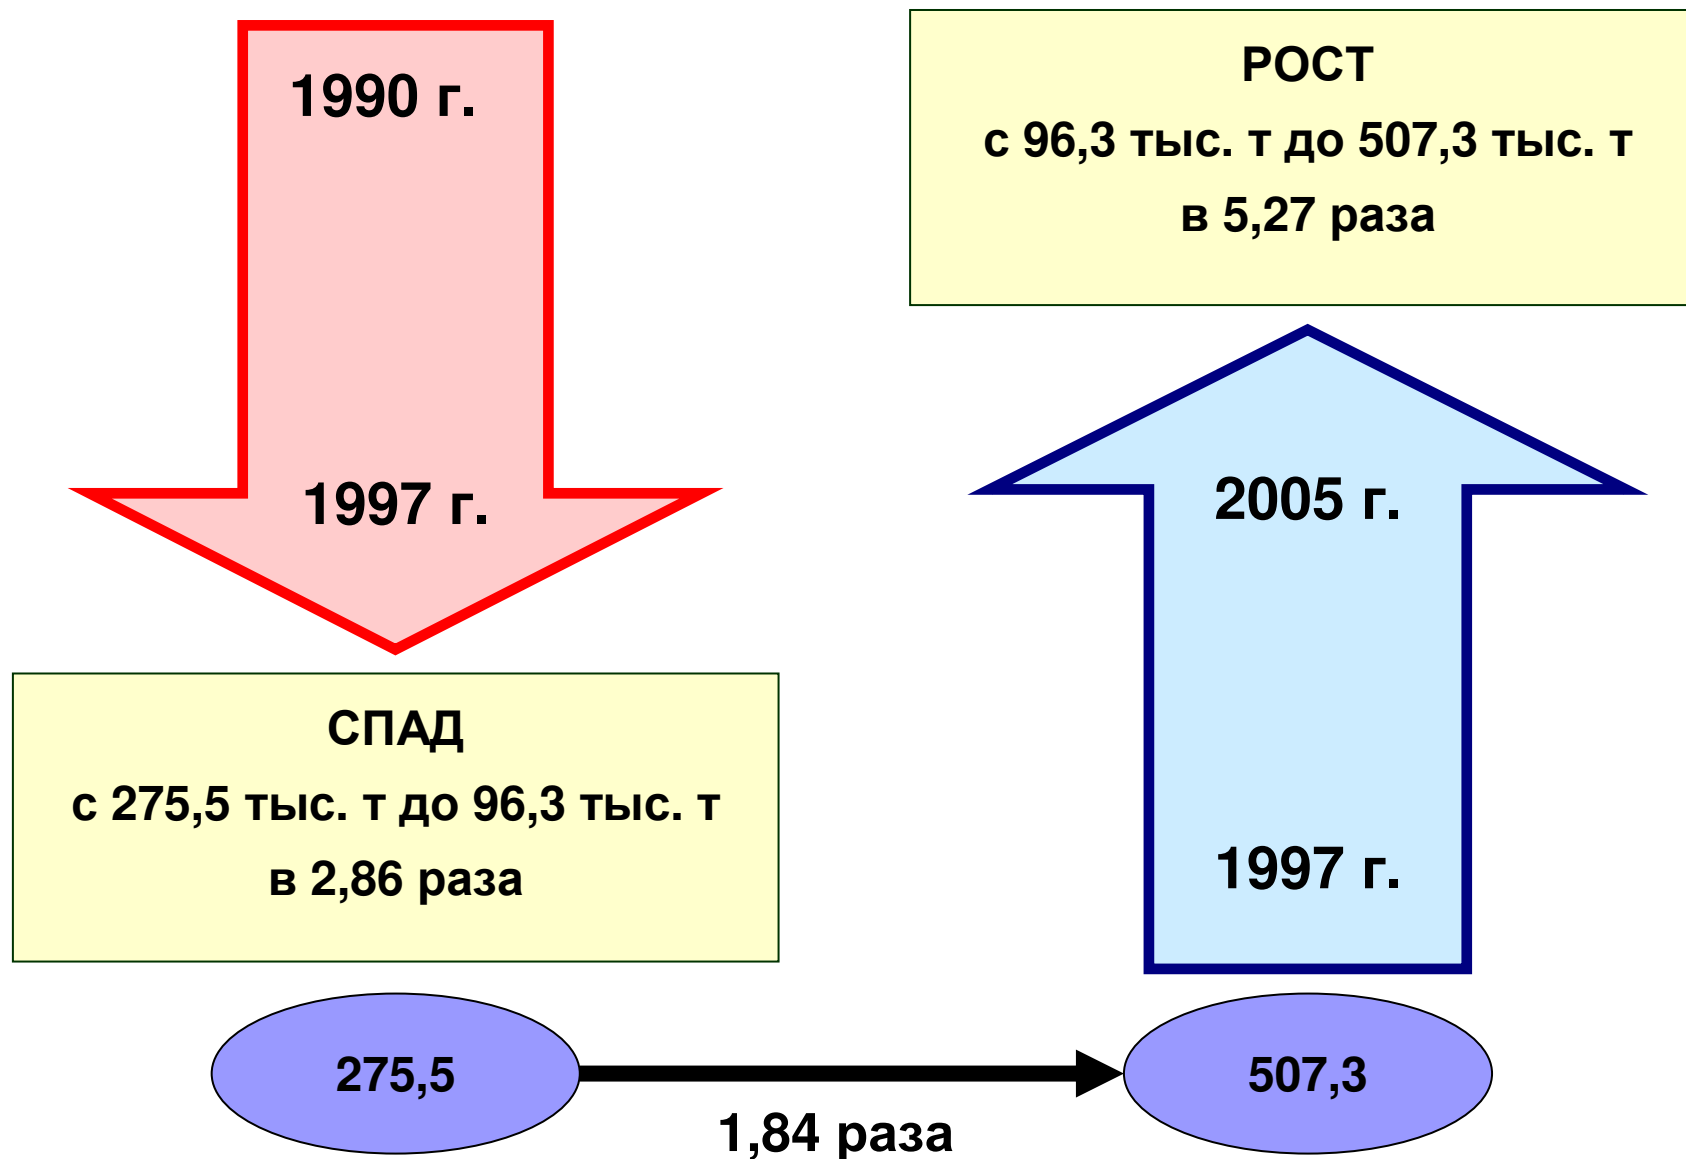 1990 г.
1997 г.
СПАД
с 275,5 тыс. т до 96,3 тыс. т
в 2,86 раза
РОСТ
с 96,3 тыс. т до 507,3 тыс. т
в 5,27 раза
2005 г.
1997 г.
275,5
1,84 раза
507,3